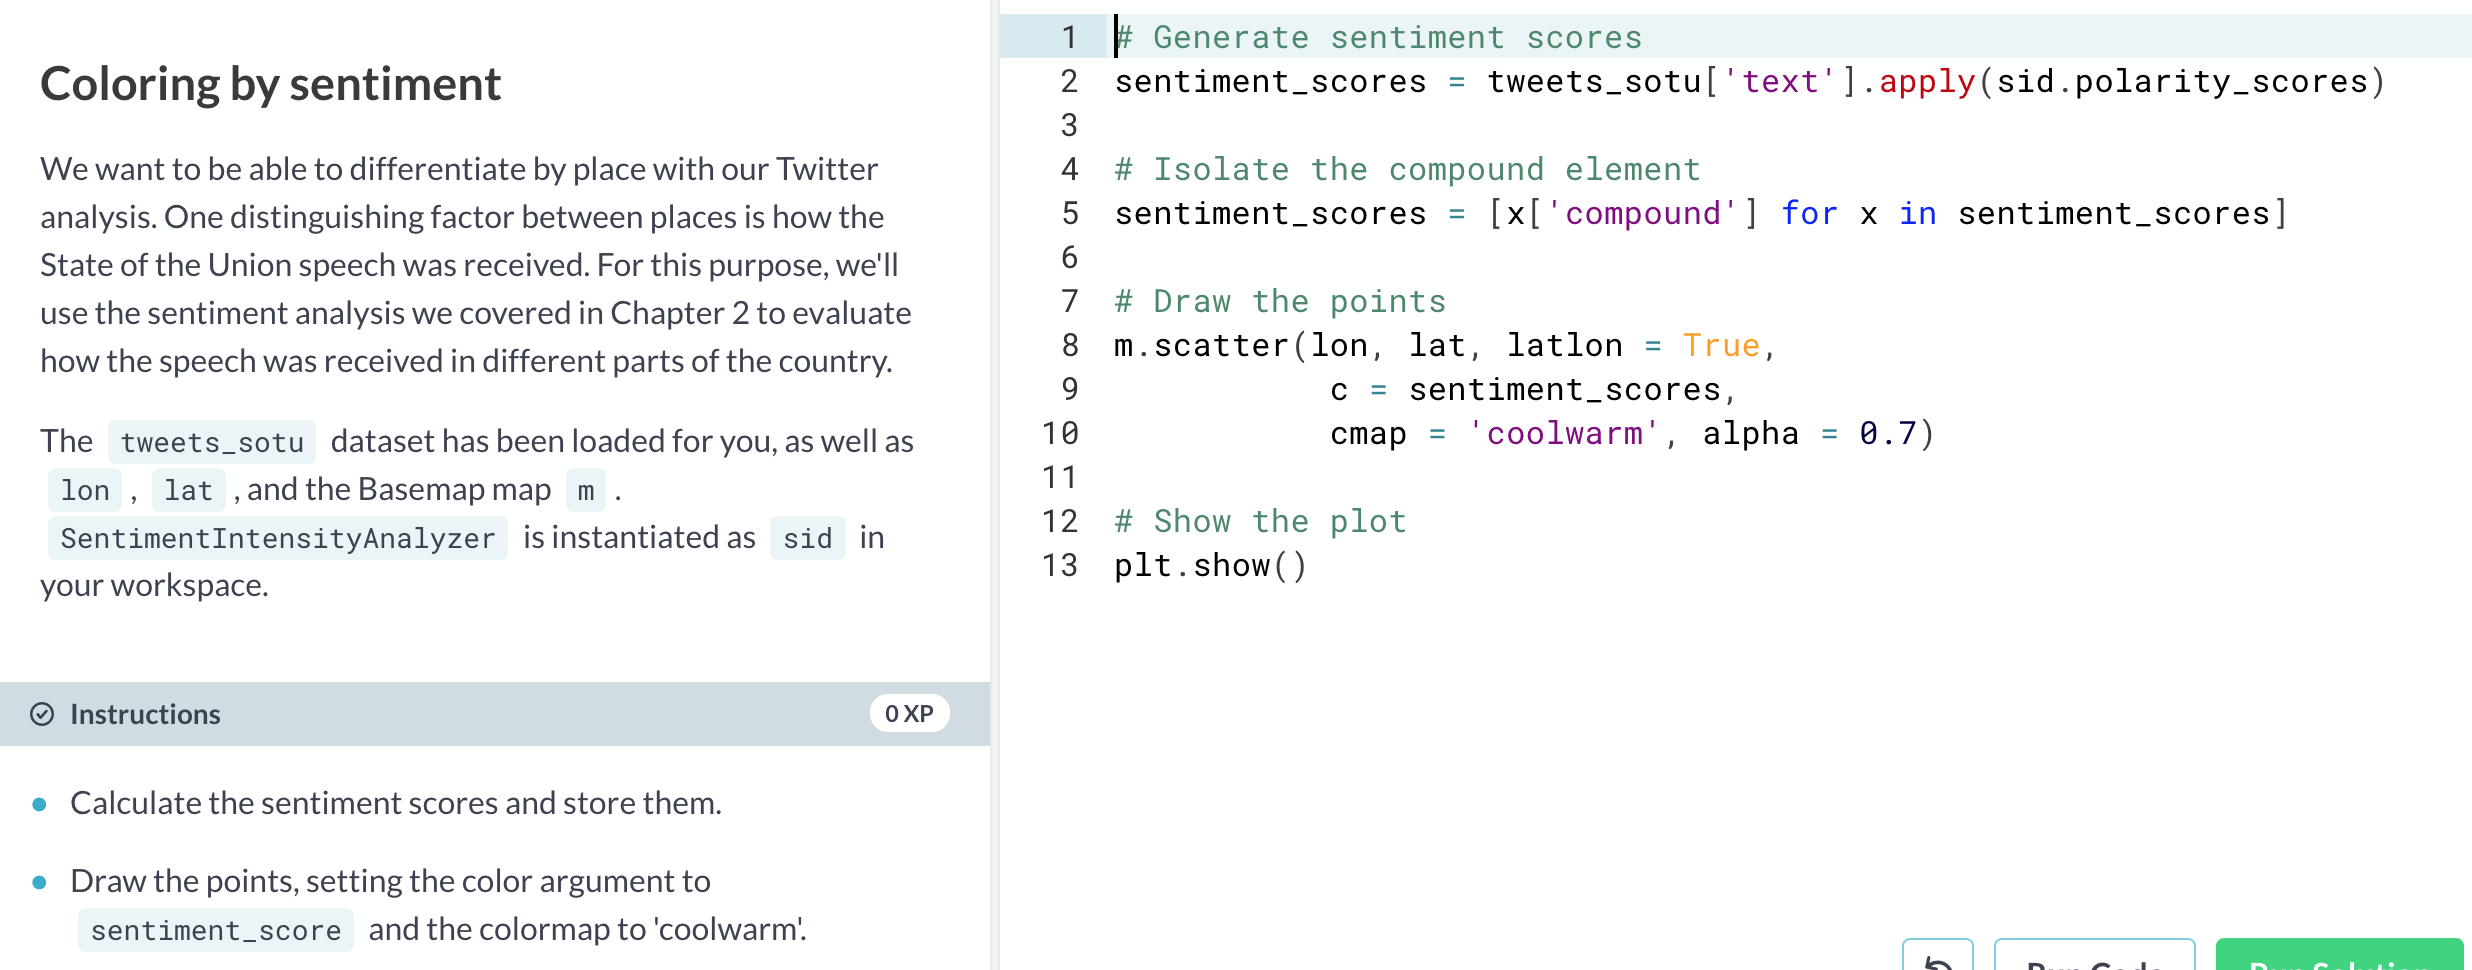 Coloring by sentiment
We want to be able to differentiate by place with our Twitter
analysis. One distinguishing factor between places is how the
State of the Union speech was received. For this purpose, we'll
use the sentiment analysis we covered in Chapter 2 to evaluate
how the speech was received in different parts of the country.
The tweets_sotu dataset has been loaded for you, as well as
lon , lat , and the Basemap map m .
SentimentIntensityAnalyzer is instantiated as sid in
your workspace.
Instructions
0 XP
Calculate the sentiment scores and store them.
Draw the points, setting the color argument to
sentiment_score and the colormap to 'coolwarm'.
1 # Generate sentiment scores
2 sentiment_scores = tweets_sotu['text'].apply(sid.polarity_scores)
3
4 # Isolate the compound element
5 sentiment_scores = [x['compound'] for x in sentiment_scores]
6
7 # Draw the points
8 m.scatter(lon, lat, latlon = True,
9            c = sentiment_scores,
10            cmap = 'coolwarm', alpha = 0.7)
11
12 # Show the plot
13 plt.show()
Run Code
Run Solution